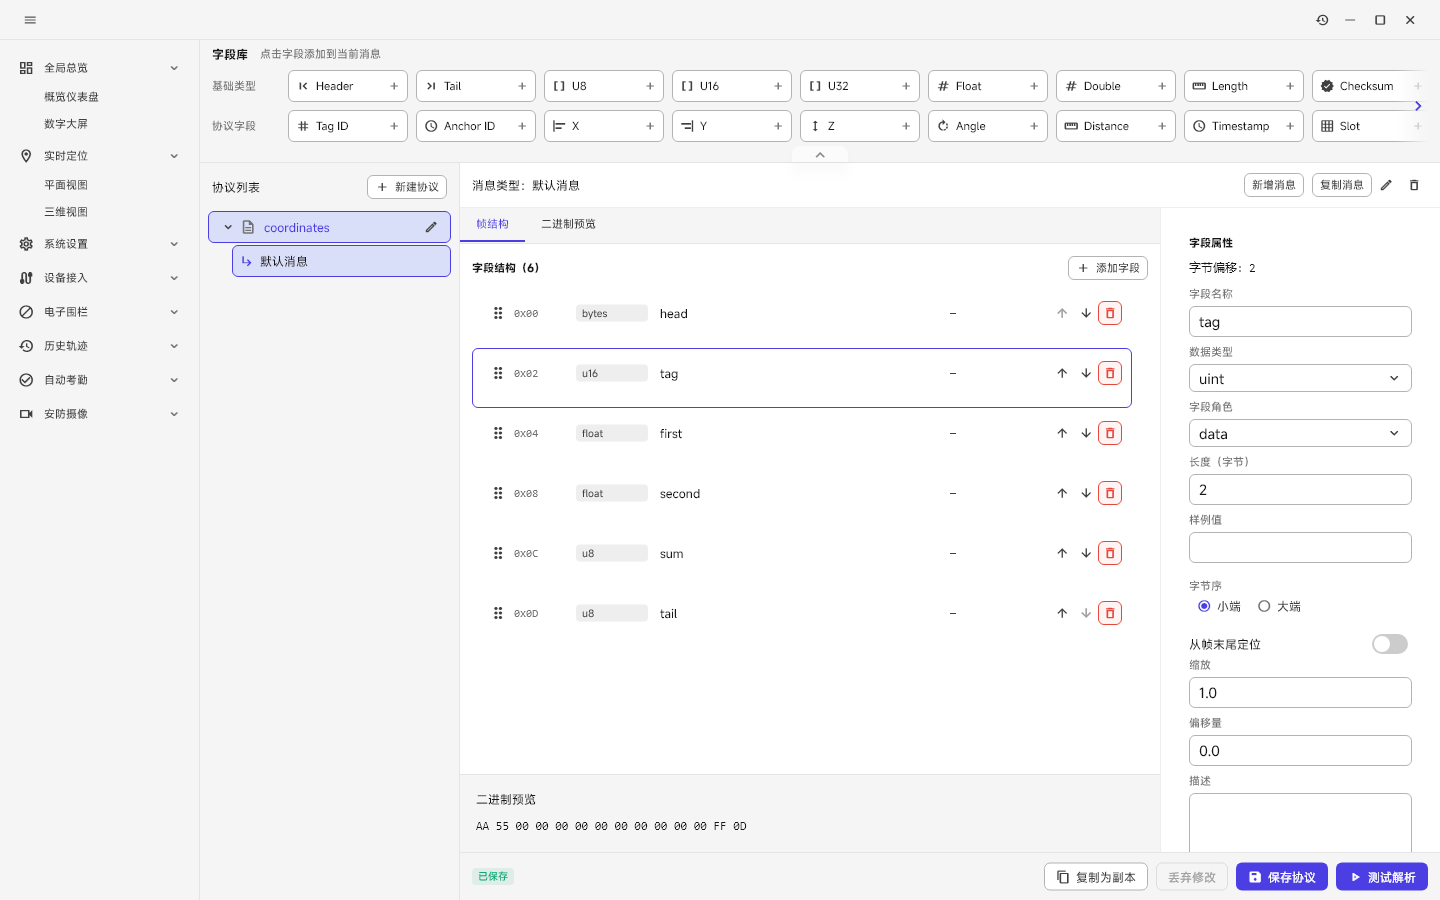 全局总览
概览仪表盘
数字大屏
实时定位
平面视图
三维视图
系统设置
设备接入
电子围栏
历史轨迹
自动考勤
安防摄像
字段库 点击字段添加到当前消息
基础类型 Header Tail U8 U16 U32 Float Double Length Checksum
协议字段 Tag ID Anchor ID X Y Z Angle Distance Timestamp Slot
协议列表 新建协议
coordinates
默认消息
消息类型: 默认消息 新增消息 复制消息
帧结构 二进制预览
字段结构 (6) 添加字段
0x00 bytes head –
0x02 u16 tag –
0x04 float first –
0x08 float second –
0x0C u8 sum –
0x0D u8 tail –
二进制预览
AA 55 00 00 00 00 00 00 00 00 00 00 FF 0D
字段属性
字节偏移: 2
字段名称
tag
数据类型
uint
字段角色
data
长度 (字节)
2
样例值
字节序
小端 大端
从帧末尾定位
缩放
1.0
偏移量
0.0
描述
已保存 复制为副本 丢弃修改 保存协议 测试解析